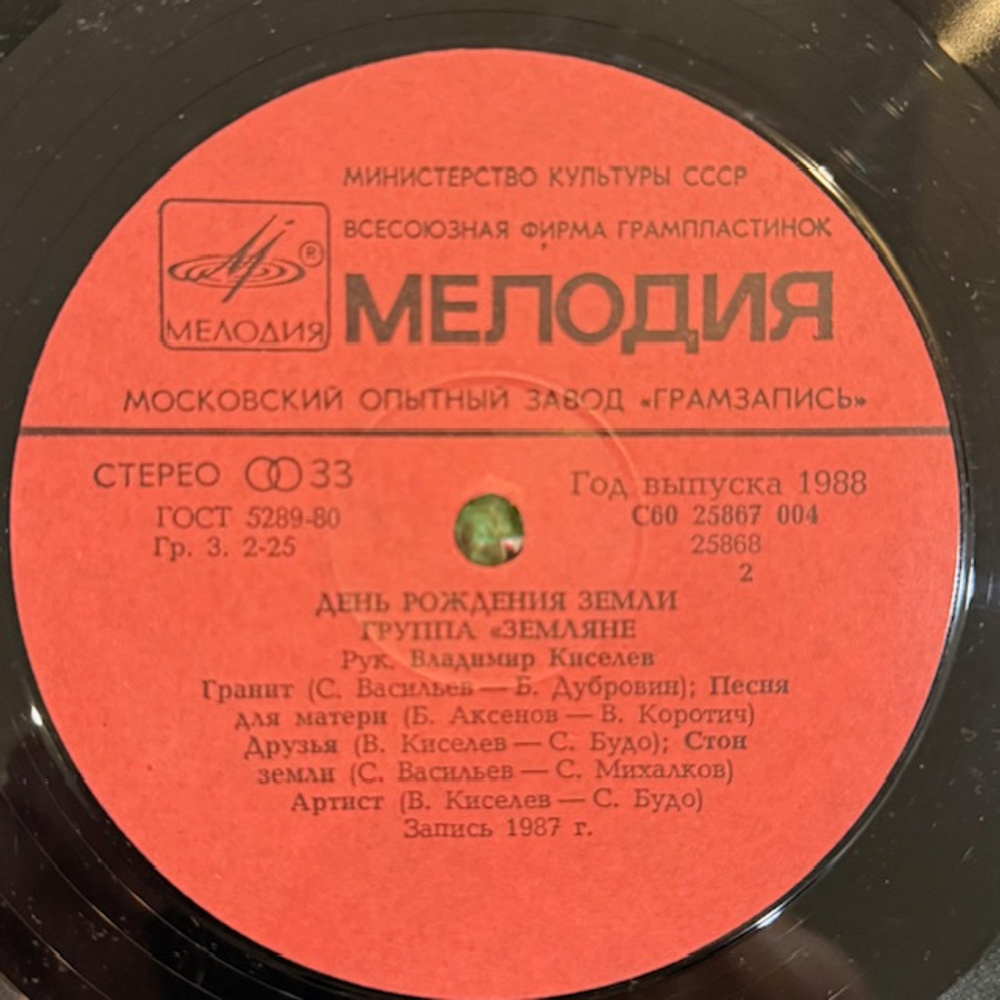 МИНИСТЕРСТВО КУЛЬТУРЫ СССР
ВСЕСОЮЗНАЯ ФИРМА ГРАМПЛАСТИНОК
МЕЛОДИЯ ®
МЕЛОДИЯ
МОСКОВСКИЙ ОПЫТНЫЙ ЗАВОД «ГРАМЗАПИСЬ»
СТЕРЕО 33
Год выпуска 1988
ГОСТ 5289-80
С60 25867 004
Гр. 3. 2-25
25868
2
ДЕНЬ РОЖДЕНИЯ ЗЕМЛИ
ГРУППА «ЗЕМЛЯНЕ
Рук. Владимир Киселев
Гранит (С. Васильев — Б. Дубровин); Песня
для матери (Б. Аксенов — В. Коротич)
Друзья (В. Киселев — С. Будо); Стон
земли (С. Васильев — С. Михалков)
Артист (В. Киселев — С. Будо)
Запись 1987 г.